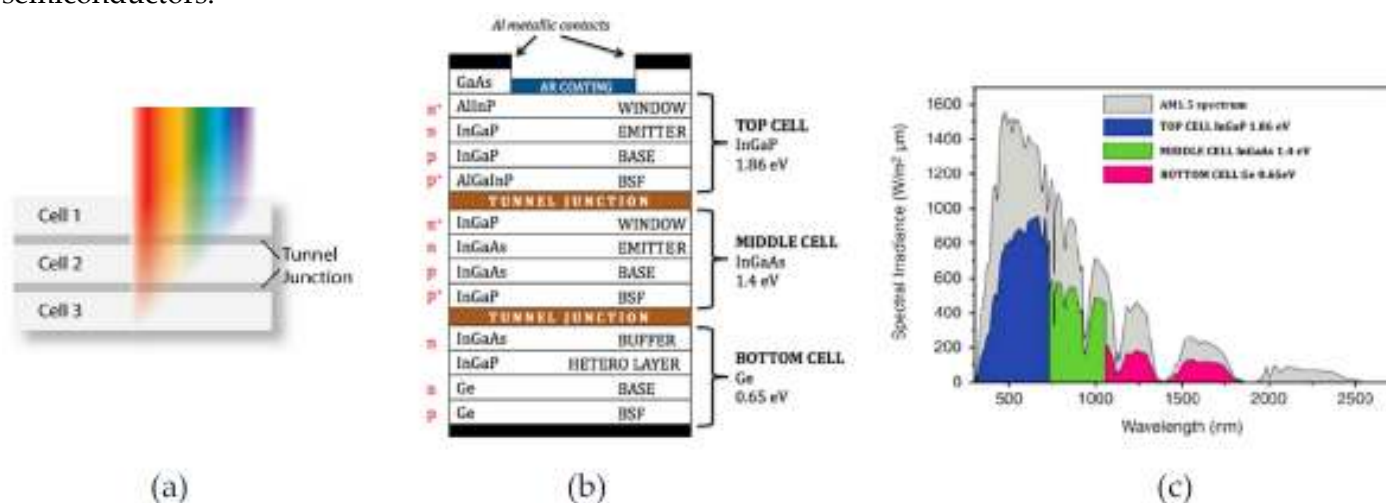 semiconductors.
Cell 1
Cell 2
Cell 3
Tunnel
Junction
(a)
Al metallic contacts
GaAs
AR COATING
n+ AlInP WINDOW
n InGaP EMITTER
p InGaP BASE
p+ AlGaInP BSF
TUNNEL JUNCTION
n+ InGaP WINDOW
n InGaAs EMITTER
p InGaAs BASE
p+ InGaP BSF
TUNNEL JUNCTION
n InGaAs BUFFER
InGaP HETERO LAYER
n Ge BASE
p Ge BSF
TOP CELL
InGaP
1.86 eV
MIDDLE CELL
InGaAs
1.4 eV
BOTTOM CELL
Ge
0.65 eV
(b)
Spectral Irradiance (W/m² µm)
1600
1400
1200
1000
800
600
400
200
0
500 1000 1500 2000 2500
Wavelength (nm)
AM1.5 spectrum
TOP CELL InGaP 1.86 eV
MIDDLE CELL InGaAs 1.4 eV
BOTTOM CELL Ge 0.65eV
(c)